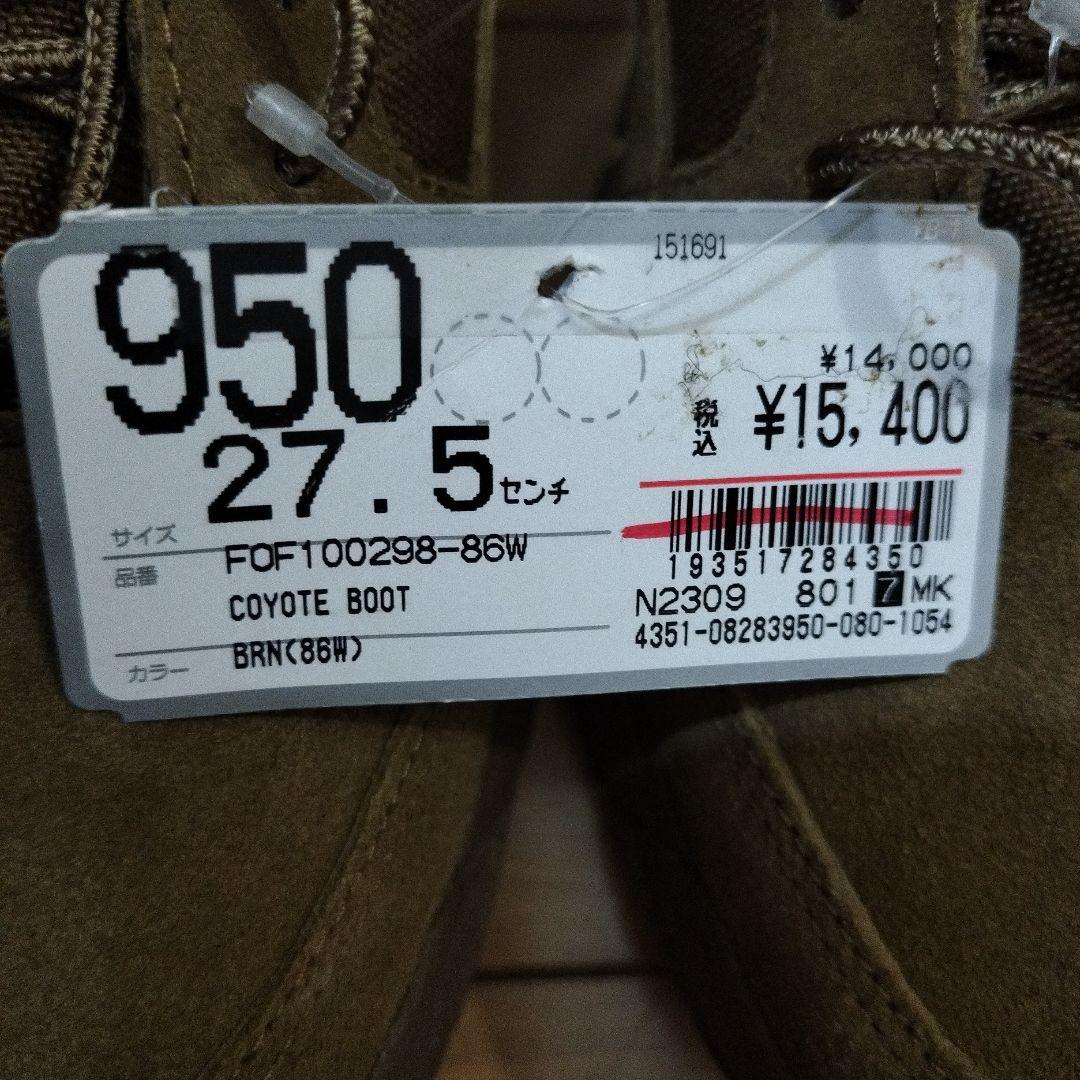 151691
950
¥14,000
税込 ¥15,400
サイズ 27.5センチ
品番 FOF100298-86W
COYOTE BOOT
カラー BRN(86W)
193517284350
N2309 801 7 MK
4351-08283950-080-1054